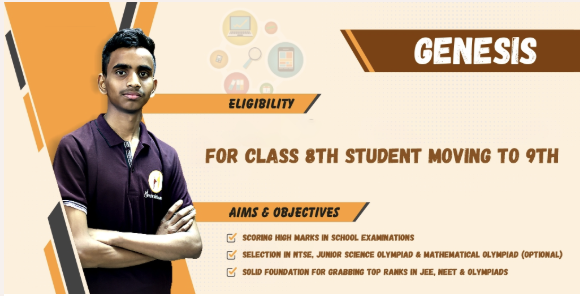 GENESIS
ELIGIBILITY
FOR CLASS 8TH STUDENT MOVING TO 9TH
AIMS & OBJECTIVES
SCORING HIGH MARKS IN SCHOOL EXAMINATIONS
SELECTION IN NTSE, JUNIOR SCIENCE OLYMPIAD & MATHEMATICAL OLYMPIAD (OPTIONAL)
SOLID FOUNDATION FOR GRABBING TOP RANKS IN JEE, NEET & OLYMPIADS